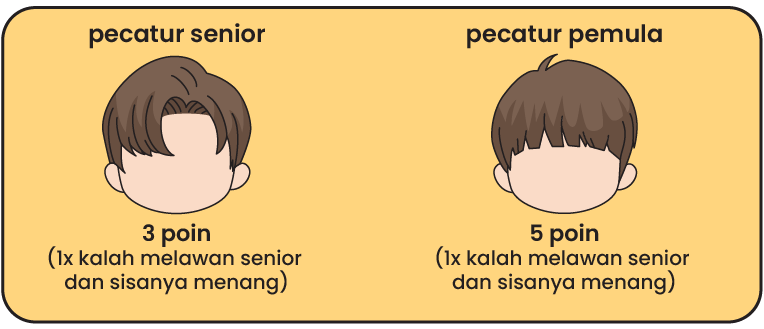 pecatur senior
3 poin
(1x kalah melawan senior
dan sisanya menang)
pecatur pemula
5 poin
(1x kalah melawan senior
dan sisanya menang)